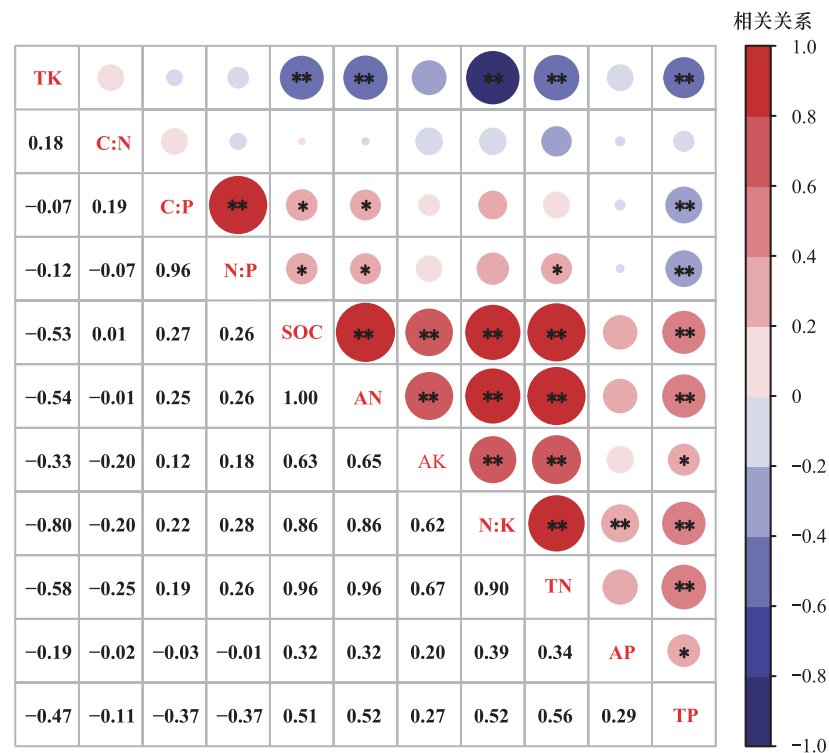 相关关系
TK ** ** ** ** ** 1.0
0.18 C:N 0.8
−0.07 0.19 C:P ** * * ** 0.6
−0.12 −0.07 0.96 N:P * * * ** 0.4
−0.53 0.01 0.27 0.26 SOC ** ** ** ** ** 0.2
−0.54 −0.01 0.25 0.26 1.00 AN ** ** ** ** 0
−0.33 −0.20 0.12 0.18 0.63 0.65 AK ** ** * −0.2
−0.80 −0.20 0.22 0.28 0.86 0.86 0.62 N:K ** ** ** −0.4
−0.58 −0.25 0.19 0.26 0.96 0.96 0.67 0.90 TN ** −0.6
−0.19 −0.02 −0.03 −0.01 0.32 0.32 0.20 0.39 0.34 AP * −0.8
−0.47 −0.11 −0.37 −0.37 0.51 0.52 0.27 0.52 0.56 0.29 TP −1.0